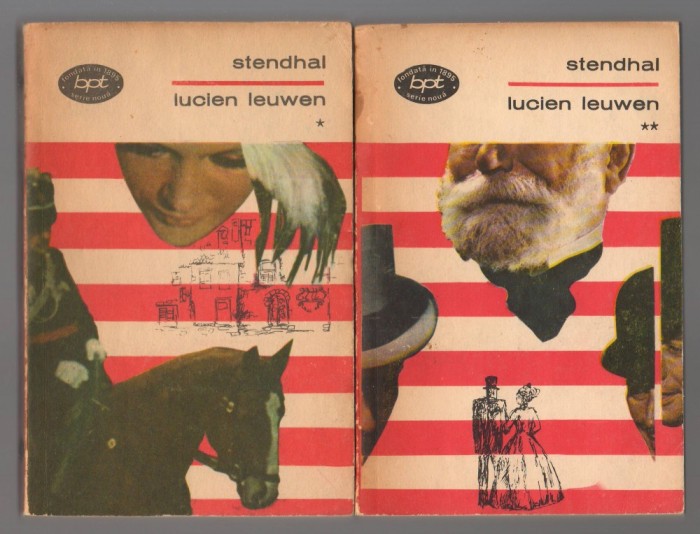 fondată în 1895
bpt
serie nouă
stendhal
lucien leuwen
*
fondată în 1895
bpt
serie nouă
stendhal
lucien leuwen
**